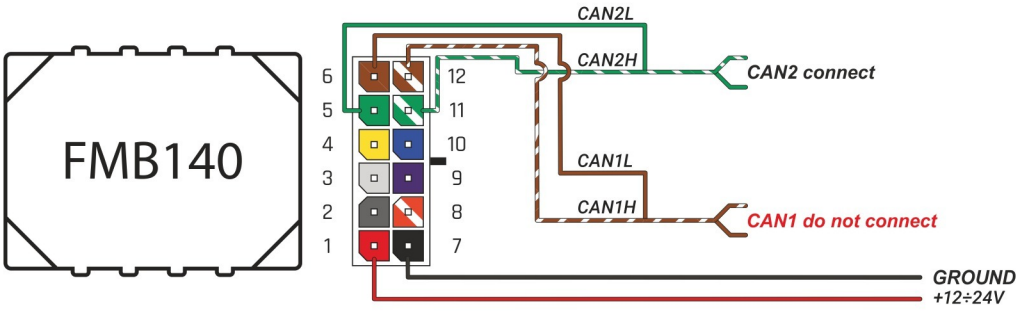 CAN2L
CAN2H
CAN2 connect
FMB140
6 12
5 11
4 10
3 9
2 8
1 7
CAN1L
CAN1H
CAN1 do not connect
GROUND
+12÷24V